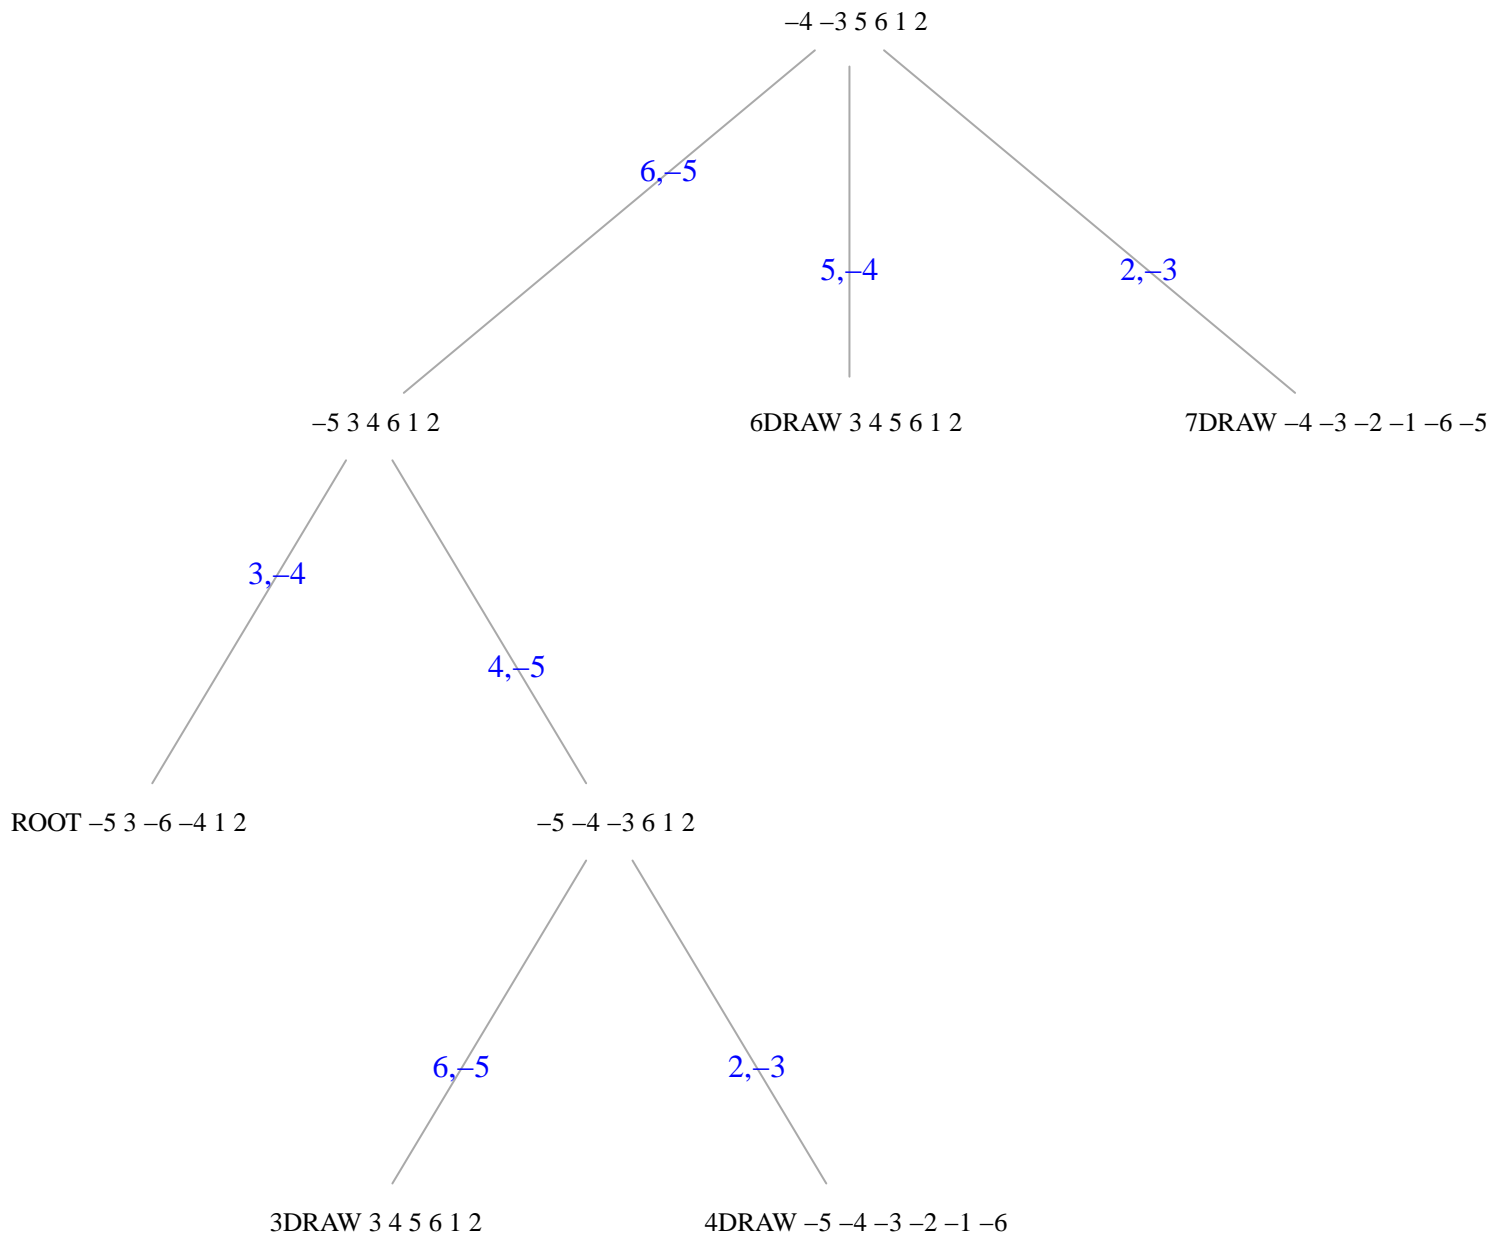 –4 –3 5 6 1 2
6,–5
5,–4
2,–3
–5 3 4 6 1 2
6DRAW 3 4 5 6 1 2
7DRAW –4 –3 –2 –1 –6 –5
3,–4
4,–5
ROOT –5 3 –6 –4 1 2
–5 –4 –3 6 1 2
6,–5
2,–3
3DRAW 3 4 5 6 1 2
4DRAW –5 –4 –3 –2 –1 –6